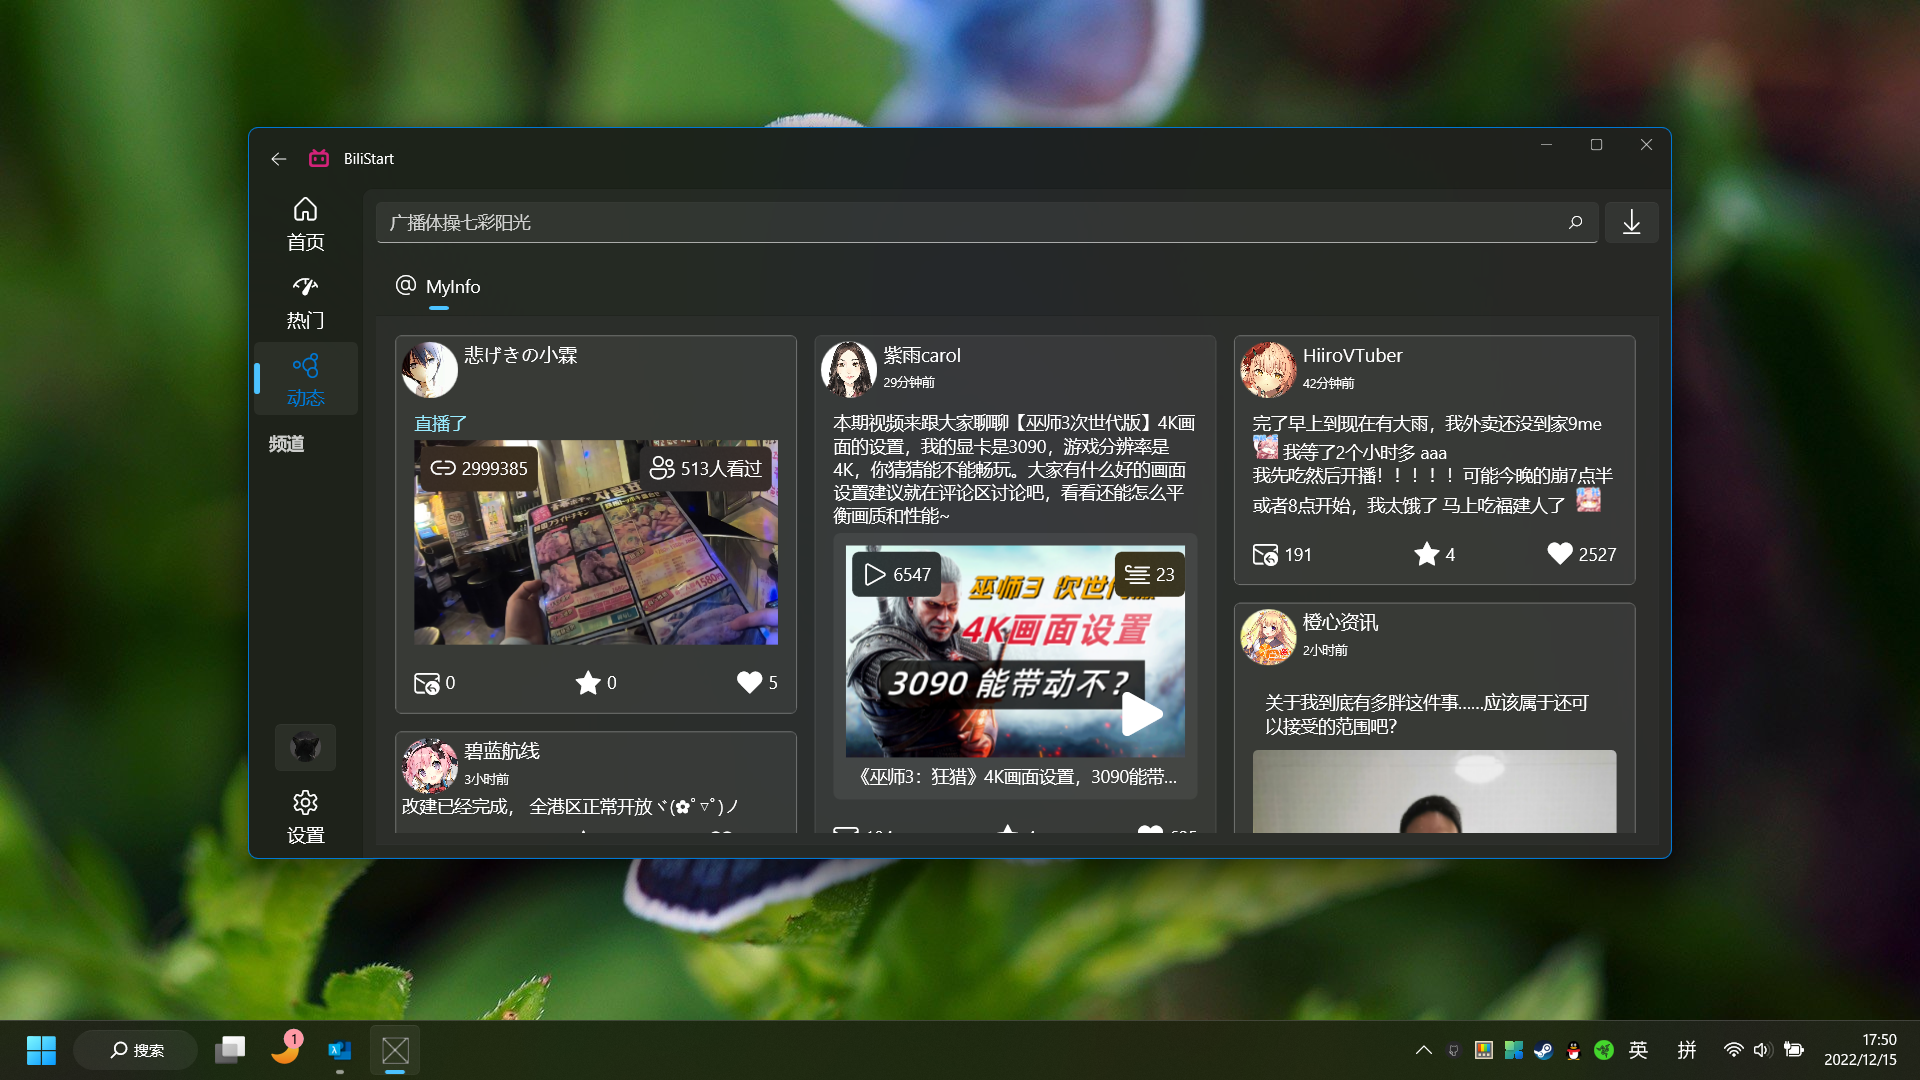 BiliStart
首页
热门
动态
频道
设置
广播体操七彩阳光
MyInfo
悲げきの小霖
直播了
2999385
513人看过
0
0
5
碧蓝航线
3小时前
改建已经完成， 全港区正常开放ヾ(✿ﾟ▽ﾟ)ノ
紫雨carol
29分钟前
本期视频来跟大家聊聊【巫师3次世代版】4K画
面的设置，我的显卡是3090，游戏分辨率是
4K，你猜猜能不能畅玩。大家有什么好的画面
设置建议就在评论区讨论吧，看看还能怎么平
衡画质和性能~
6547
23
巫师3 次世
4K画面设置
3090 能带动不？
《巫师3：狂猎》4K画面设置，3090能带...
HiiroVTuber
42分钟前
完了早上到现在有大雨，我外卖还没到家9me
我等了2个小时多 aaa
我先吃然后开播！！！！！可能今晚的崩7点半
或者8点开始，我太饿了 马上吃福建人了
191
4
2527
橙心资讯
2小时前
关于我到底有多胖这件事......应该属于还可
以接受的范围吧？
搜索
1
英
拼
17:50
2022/12/15